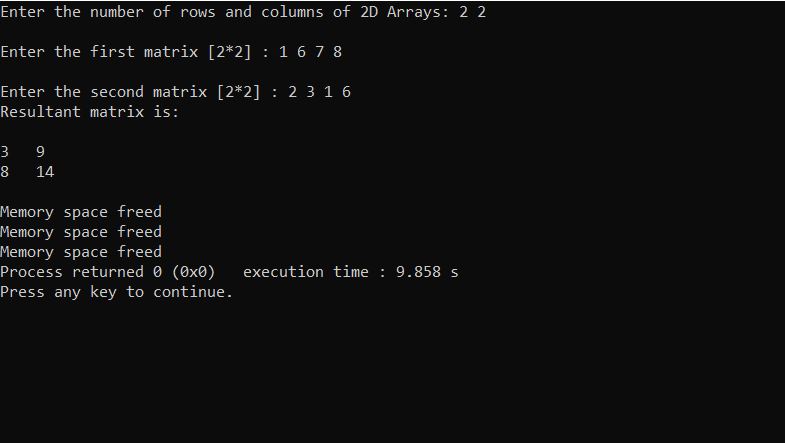 Enter the number of rows and columns of 2D Arrays: 2 2
Enter the first matrix [2*2] : 1 6 7 8
Enter the second matrix [2*2] : 2 3 1 6
Resultant matrix is:
3   9
8   14
Memory space freed
Memory space freed
Memory space freed
Process returned 0 (0x0)   execution time : 9.858 s
Press any key to continue.